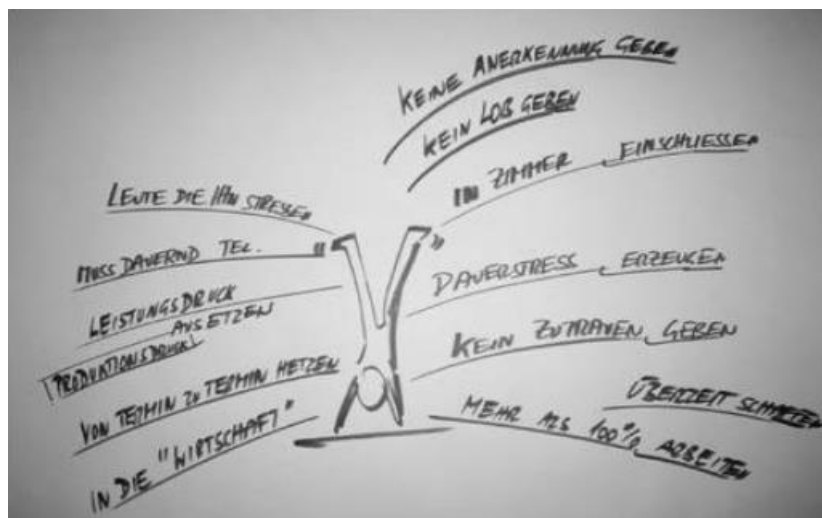 KEINE ANERKENNUNG GEBEN
KEIN LOB GEBEN
IN ZIMMER EINSCHLIESSEN
LEUTE DIE IHN STRESSEN
MUSS DAUERND TEL.
DAUERSTRESS ERZEUGEN
LEISTUNGSDRUCK
AUSETZEN
PRODUKTIONSDRUCK
KEIN ZUTRAUEN GEBEN
VON TERMIN ZU TERMIN HETZEN
ÜBERZEIT
MEHR ALS 100% ARBEITEN
IN DIE "WIRTSCHAFT"